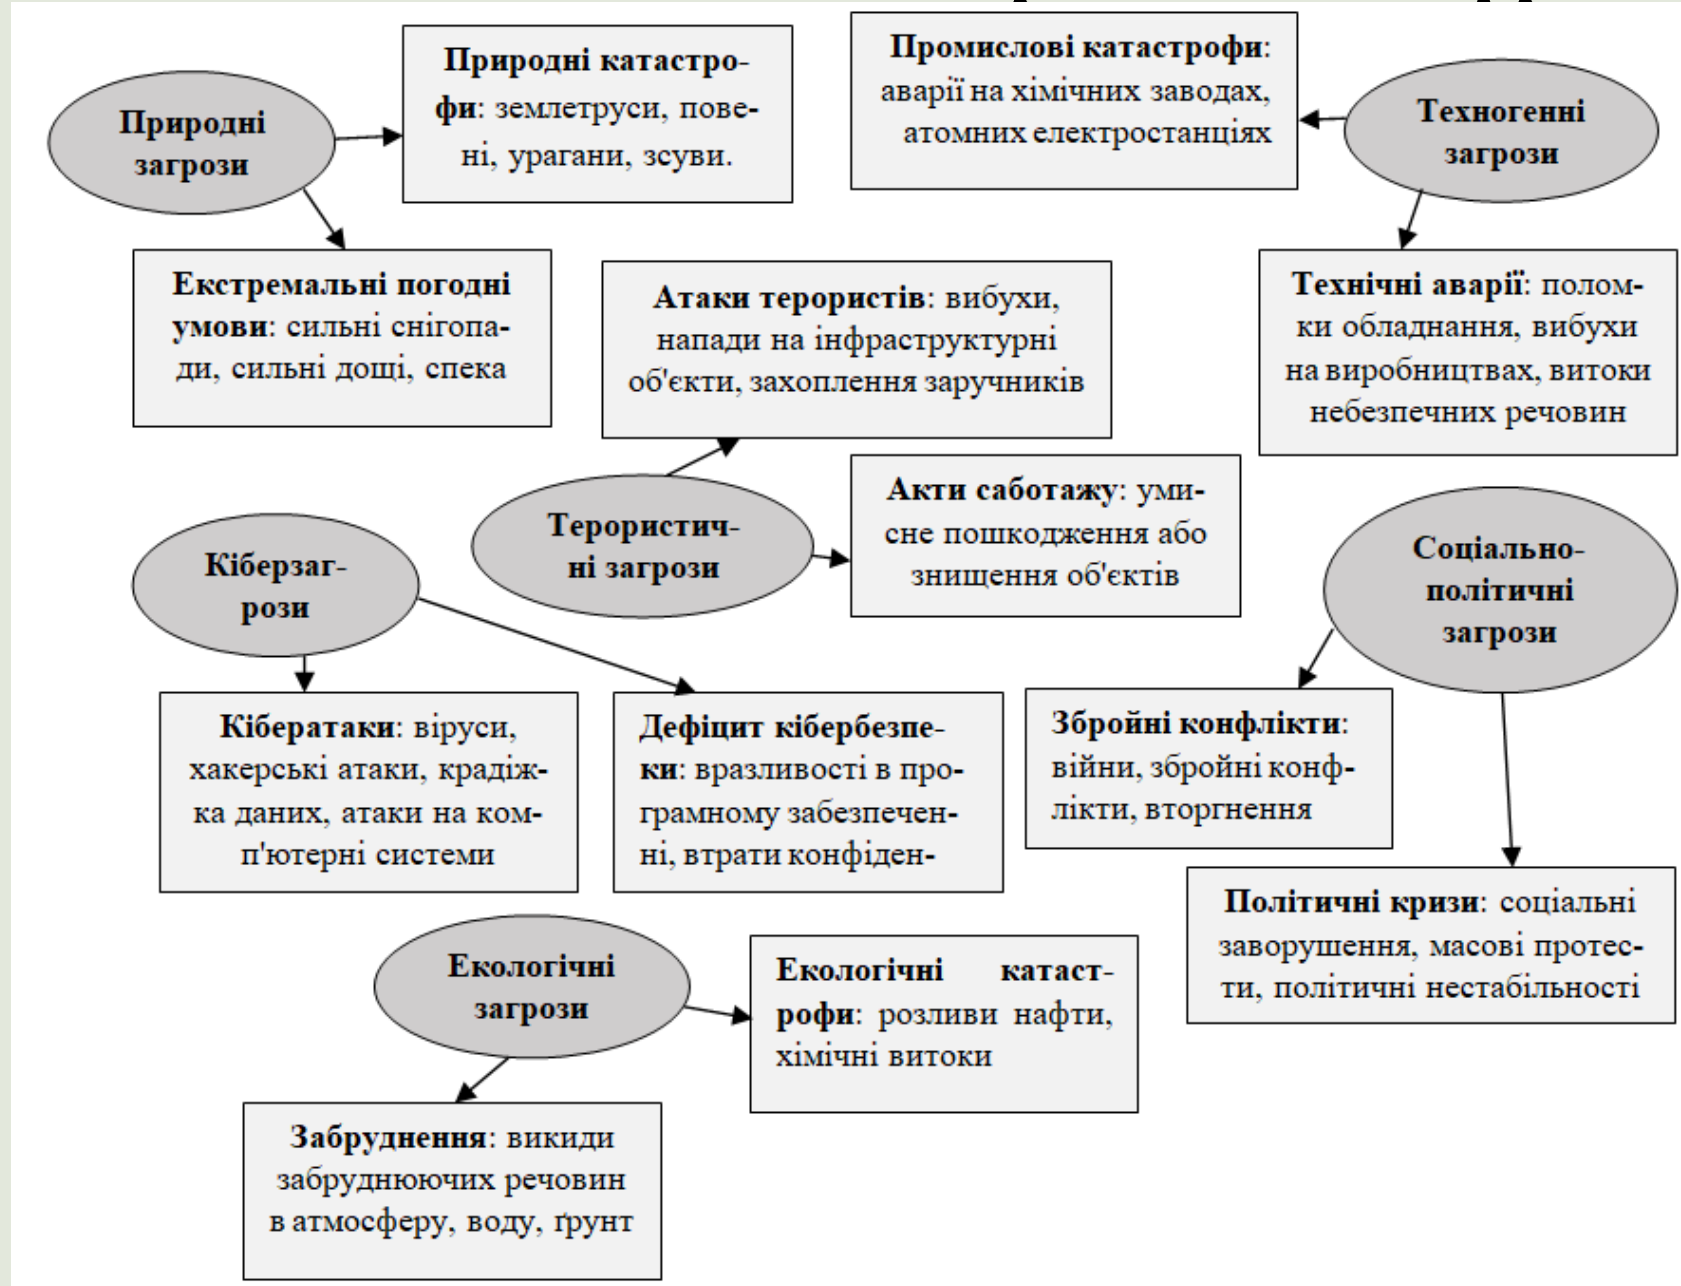 Природні
загрози
Природні катастро-
фи: землетруси, пове-
ні, урагани, зсуви.
Промислові катастрофи:
аварії на хімічних заводах,
атомних електростанціях
Техногенні
загрози
Екстремальні погодні
умови: сильні снігопа-
ди, сильні дощі, спека
Атаки терористів: вибухи,
напади на інфраструктурні
об'єкти, захоплення заручників
Технічні аварії: полом-
ки обладнання, вибухи
на виробництвах, витоки
небезпечних речовин
Терористич-
ні загрози
Акти саботажу: уми-
сне пошкодження або
знищення об'єктів
Кіберзаг-
рози
Соціально-
політичні
загрози
Кібератаки: віруси,
хакерські атаки, крадіж-
ка даних, атаки на ком-
п'ютерні системи
Дефіцит кібербезпе-
ки: вразливості в про-
грамному забезпечен-
ні, втрати конфіден-
Збройні конфлікти:
війни, збройні конф-
лікти, вторгнення
Політичні кризи: соціальні
заворушення, масові протес-
ти, політичні нестабільності
Екологічні
загрози
Екологічні катаст-
рофи: розливи нафти,
хімічні витоки
Забруднення: викиди
забруднюючих речовин
в атмосферу, воду, ґрунт